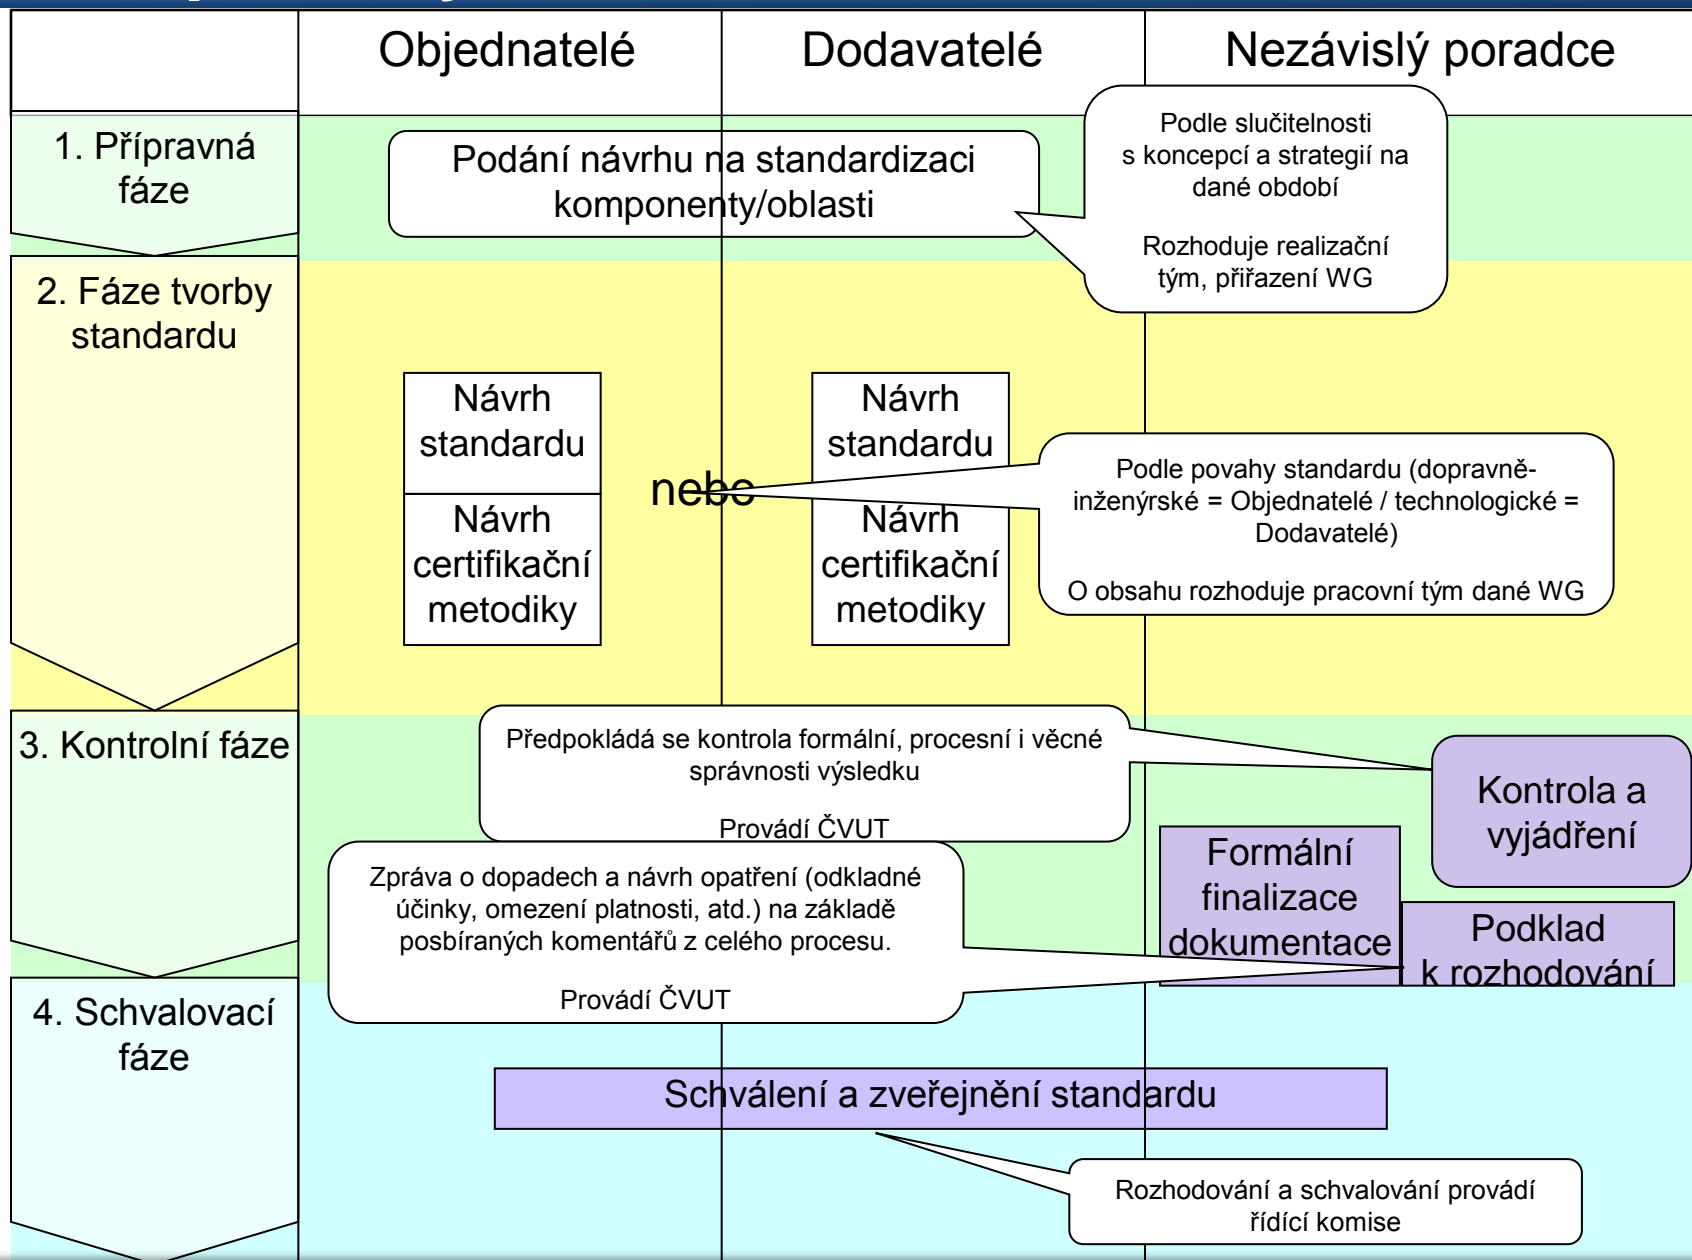 Objednatelé
Dodavatelé
Nezávislý poradce
1. Přípravná
fáze
Podání návrhu na standardizaci
komponenty/oblasti
Podle slučitelnosti
s koncepcí a strategií na
dané období
Rozhoduje realizační
tým, přiřazení WG
2. Fáze tvorby
standardu
Návrh
standardu
Návrh
certifikační
metodiky
nebo
Návrh
standardu
Návrh
certifikační
metodiky
Podle povahy standardu (dopravně-
inženýrské = Objednatelé / technologické =
Dodavatelé)
O obsahu rozhoduje pracovní tým dané WG
3. Kontrolní fáze
Předpokládá se kontrola formální, procesní i věcné
správnosti výsledku
Provádí ČVUT
Kontrola a
vyjádření
Formální
finalizace
dokumentace
Podklad
k rozhodování
Zpráva o dopadech a návrh opatření (odkladné
účinky, omezení platnosti, atd.) na základě
posbíraných komentářů z celého procesu.
Provádí ČVUT
4. Schvalovací
fáze
Schválení a zveřejnění standardu
Rozhodování a schvalování provádí
řídící komise